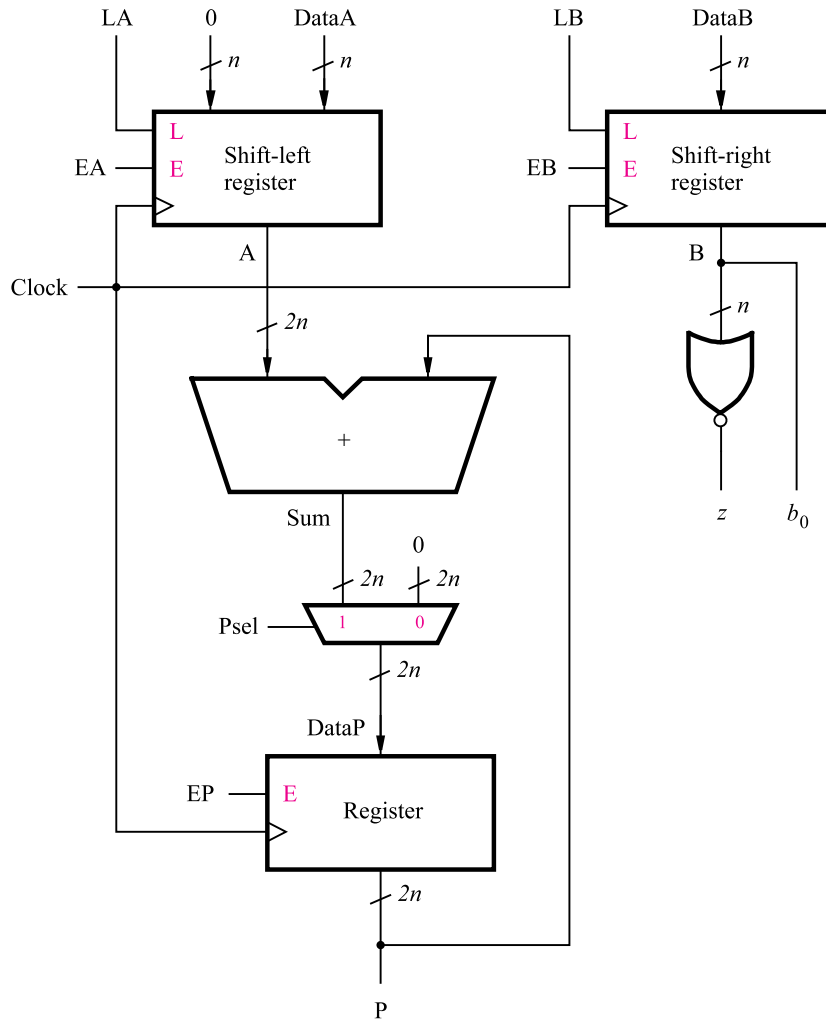 LA
0
DataA
LB
DataB
n
n
n
L
EA
E
Shift-left
register
L
EB
E
Shift-right
register
A
B
Clock
2n
n
+
z
b0
Sum
0
2n
2n
Psel
1
0
2n
DataP
EP
E
Register
2n
P